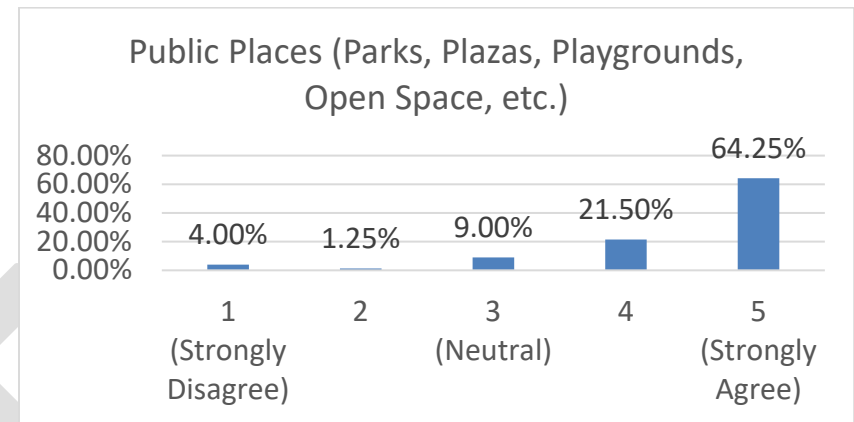 Public Places (Parks, Plazas, Playgrounds,
Open Space, etc.)
80.00%
60.00%
40.00%
20.00%
0.00%
4.00%
1.25%
9.00%
21.50%
64.25%
1
(Strongly
Disagree)
2
3
(Neutral)
4
5
(Strongly
Agree)